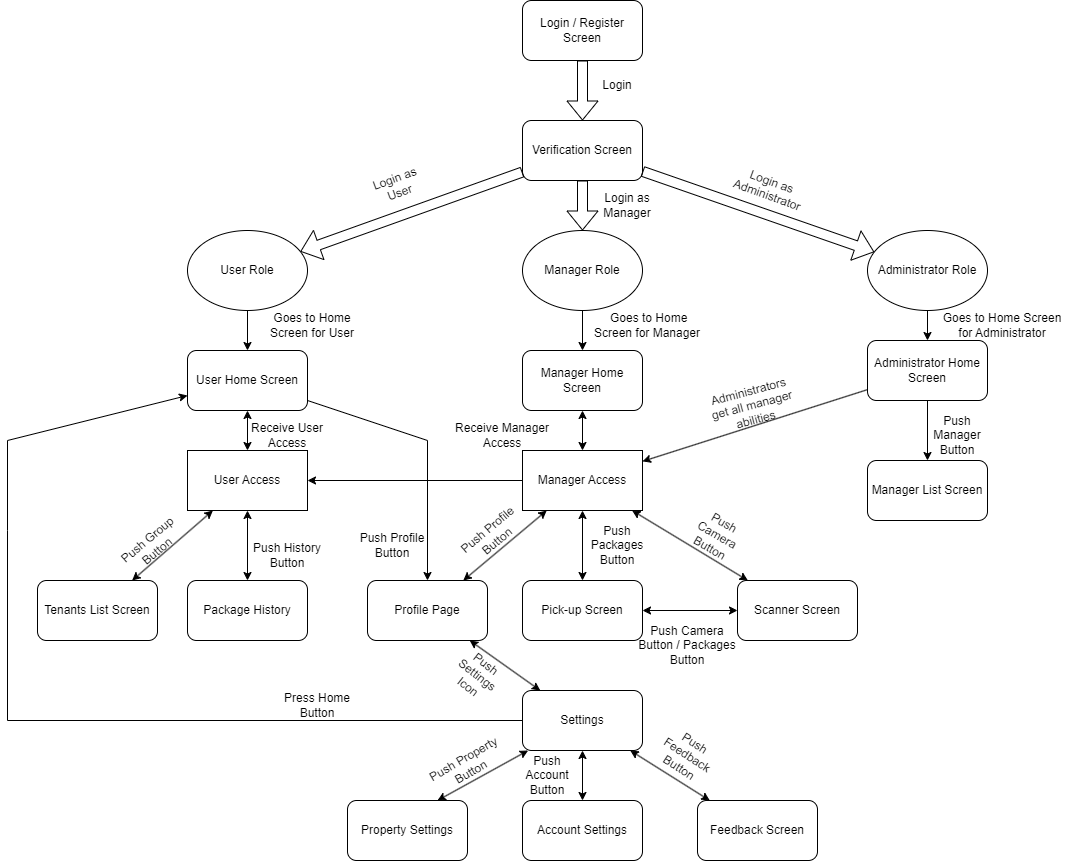 Login / Register
Screen
Login
Verification Screen
Login as
User
Login as
Manager
Login as
Administrator
User Role
Manager Role
Administrator Role
Goes to Home
Screen for User
Goes to Home
Screen for Manager
Goes to Home Screen
for Administrator
User Home Screen
Manager Home
Screen
Administrator Home
Screen
Administrators
get all manager
abilities
Receive User
Access
Receive Manager
Access
Push
Manager
Button
User Access
Manager Access
Manager List Screen
Push Group
Button
Push History
Button
Push Profile
Button
Push Profile
Button
Push
Packages
Button
Push
Camera
Button
Tenants List Screen
Package History
Profile Page
Pick-up Screen
Scanner Screen
Push Camera
Button / Packages
Button
Push
Settings
Icon
Press Home
Button
Settings
Push Property
Button
Push
Account
Button
Push
Feedback
Button
Property Settings
Account Settings
Feedback Screen